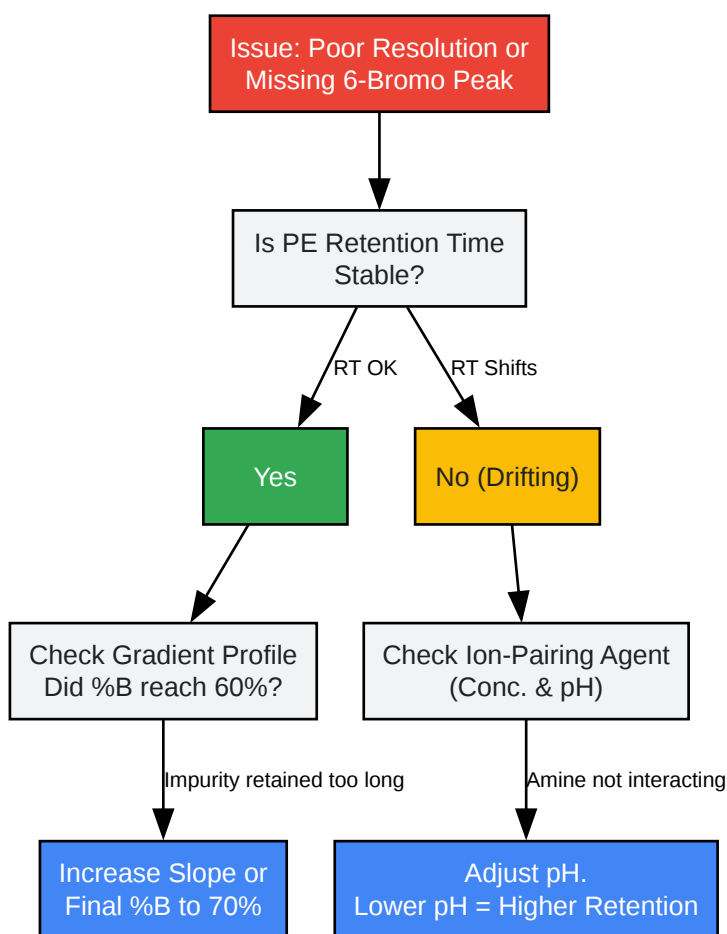 Issue: Poor Resolution or
Missing 6-Bromo Peak
Is PE Retention Time
Stable?
RT OK
RT Shifts
Yes
No (Drifting)
Check Gradient Profile
Did %B reach 60%?
Check Ion-Pairing Agent
(Conc. & pH)
Impurity retained too long
Amine not interacting
Increase Slope or
Final %B to 70%
Adjust pH.
Lower pH = Higher Retention